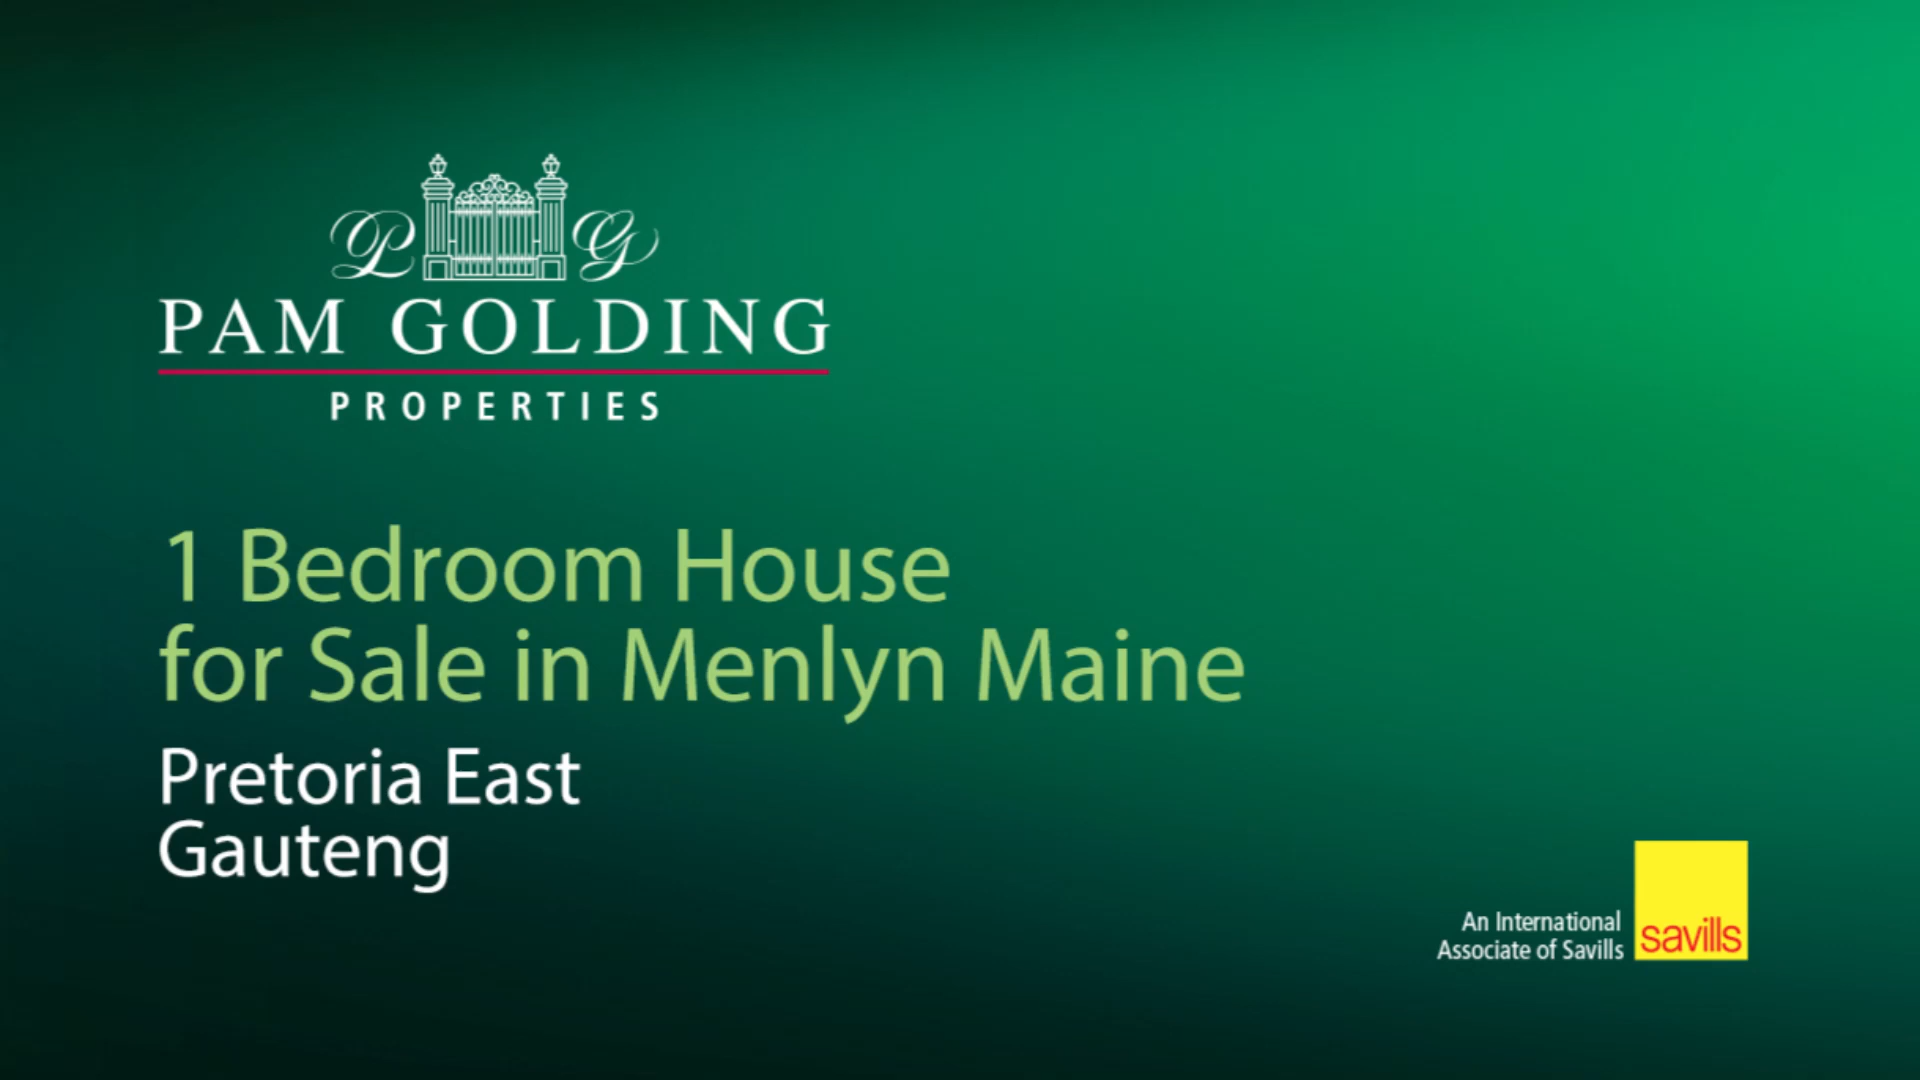 P G
PAM GOLDING
PROPERTIES
1 Bedroom House
for Sale in Menlyn Maine
Pretoria East
Gauteng
An International
Associate of Savills
savills